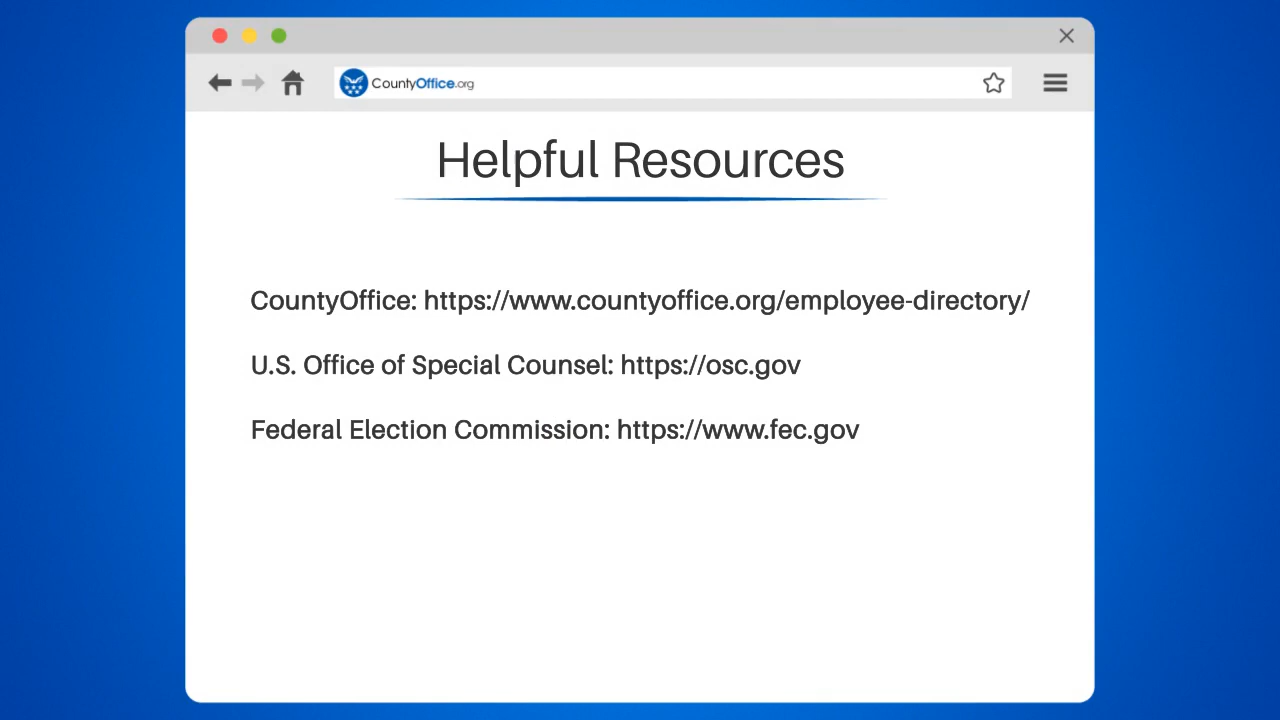 CountyOffice.org
Helpful Resources
CountyOffice: https://www.countyoffice.org/employee-directory/
U.S. Office of Special Counsel: https://osc.gov
Federal Election Commission: https://www.fec.gov